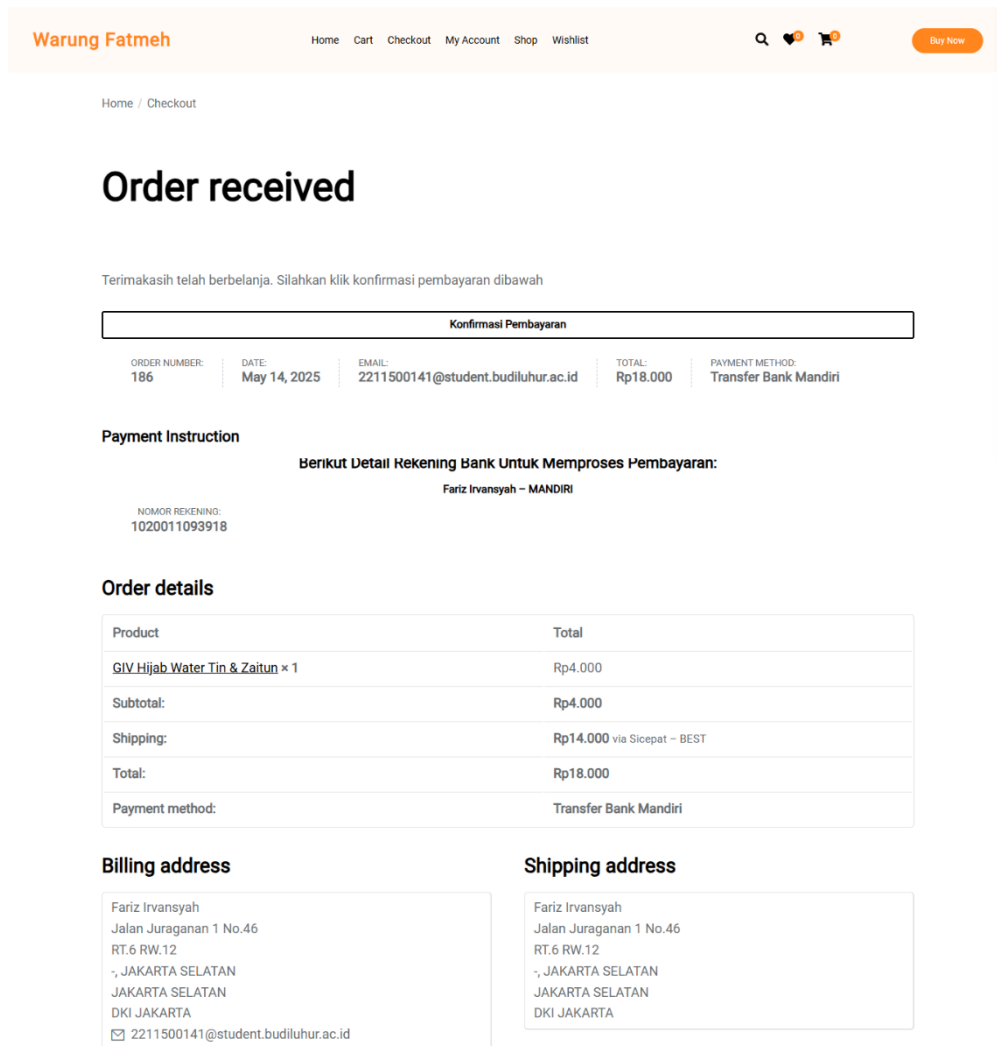 Warung Fatmeh
Home Cart Checkout My Account Shop Wishlist
0 0
Buy Now
Home / Checkout
Order received
Terimakasih telah berbelanja. Silahkan klik konfirmasi pembayaran dibawah
Konfirmasi Pembayaran
ORDER NUMBER: DATE: EMAIL: TOTAL: PAYMENT METHOD:
186 May 14, 2025 2211500141@student.budiluhur.ac.id Rp18.000 Transfer Bank Mandiri
Payment Instruction
Berikut Detail Rekening Bank Untuk Memproses Pembayaran:
Fariz Irvansyah – MANDIRI
NOMOR REKENING:
1020011093918
Order details
Product Total
GIV Hijab Water Tin & Zaitun × 1 Rp4.000
Subtotal: Rp4.000
Shipping: Rp14.000 via Sicepat – BEST
Total: Rp18.000
Payment method: Transfer Bank Mandiri
Billing address
Fariz Irvansyah
Jalan Juraganan 1 No.46
RT.6 RW.12
-, JAKARTA SELATAN
JAKARTA SELATAN
DKI JAKARTA
2211500141@student.budiluhur.ac.id
Shipping address
Fariz Irvansyah
Jalan Juraganan 1 No.46
RT.6 RW.12
-, JAKARTA SELATAN
JAKARTA SELATAN
DKI JAKARTA